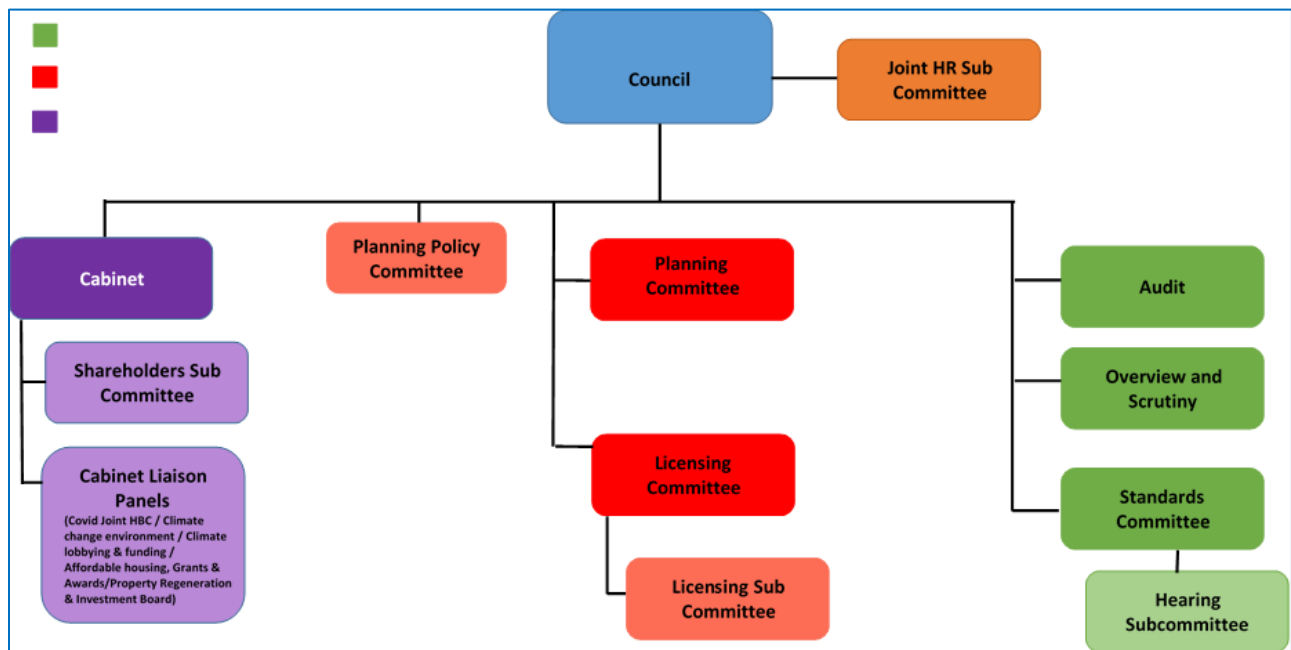 Council
Joint HR Sub
Committee
Cabinet
Planning Policy
Committee
Planning
Committee
Audit
Shareholders Sub
Committee
Overview and
Scrutiny
Cabinet Liaison
Panels
(Covid Joint HBC / Climate
change environment / Climate
lobbying & funding /
Affordable housing, Grants &
Awards/Property Regeneration
& Investment Board)
Licensing
Committee
Standards
Committee
Licensing Sub
Committee
Hearing
Subcommittee